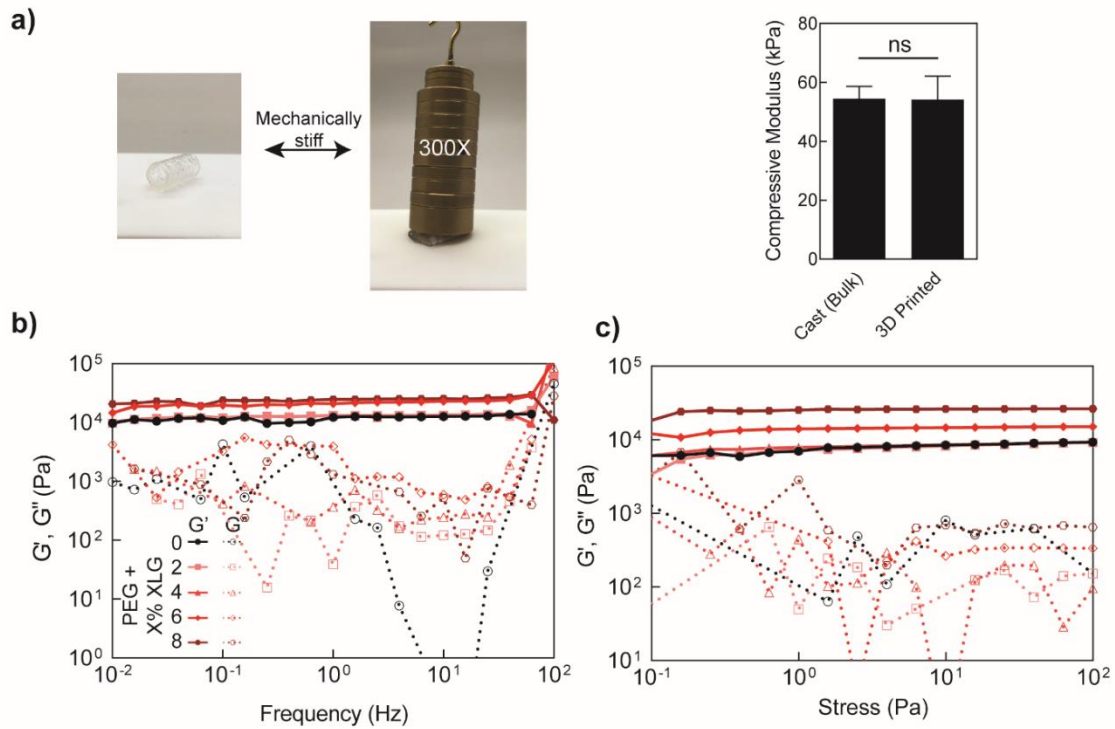 a)
Mechanically
stiff
300X
ns
Compressive Modulus (kPa)
80
60
40
20
0
Cast (Bulk)
3D Printed
b)
G', G" (Pa)
10⁵
10⁴
10³
10²
10¹
10⁰
G' G"
PEG +
X% XLG
0
2
4
6
8
10⁻² 10⁻¹ 10⁰ 10¹ 10²
Frequency (Hz)
c)
G', G" (Pa)
10⁵
10⁴
10³
10²
10¹
10⁻¹ 10⁰ 10¹ 10²
Stress (Pa)